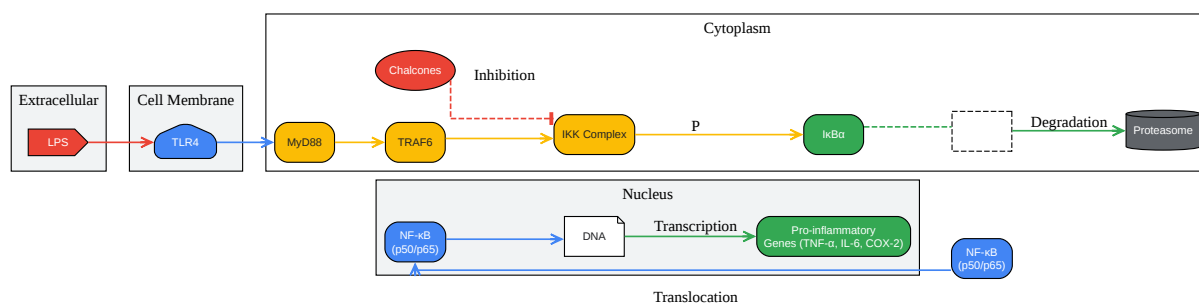 Cytoplasm
Chalcones
Inhibition
Extracellular
Cell Membrane
LPS
TLR4
MyD88
TRAF6
IKK Complex
P
IκBα
Degradation
Proteasome
Nucleus
NF-κB
(p50/p65)
DNA
Transcription
Pro-inflammatory
Genes (TNF-α, IL-6, COX-2)
NF-κB
(p50/p65)
Translocation